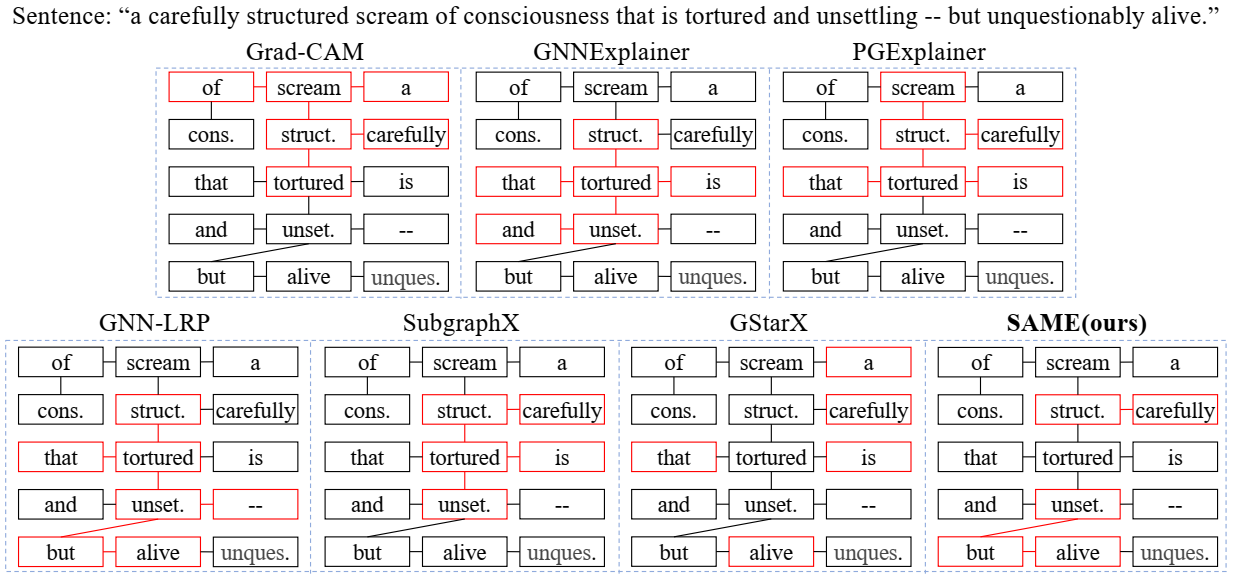 Sentence: “a carefully structured scream of consciousness that is tortured and unsettling -- but unquestionably alive.”
Grad-CAM GNNExplainer PGExplainer
of scream a of scream a of scream a
cons. struct. carefully cons. struct. carefully cons. struct. carefully
that tortured is that tortured is that tortured is
and unset. -- and unset. -- and unset. --
but alive unques. but alive unques. but alive unques.
GNN-LRP SubgraphX GStarX SAME(ours)
of scream a of scream a of scream a of scream a
cons. struct. carefully cons. struct. carefully cons. struct. carefully cons. struct. carefully
that tortured is that tortured is that tortured is that tortured is
and unset. -- and unset. -- and unset. -- and unset. --
but alive unques. but alive unques. but alive unques. but alive unques.